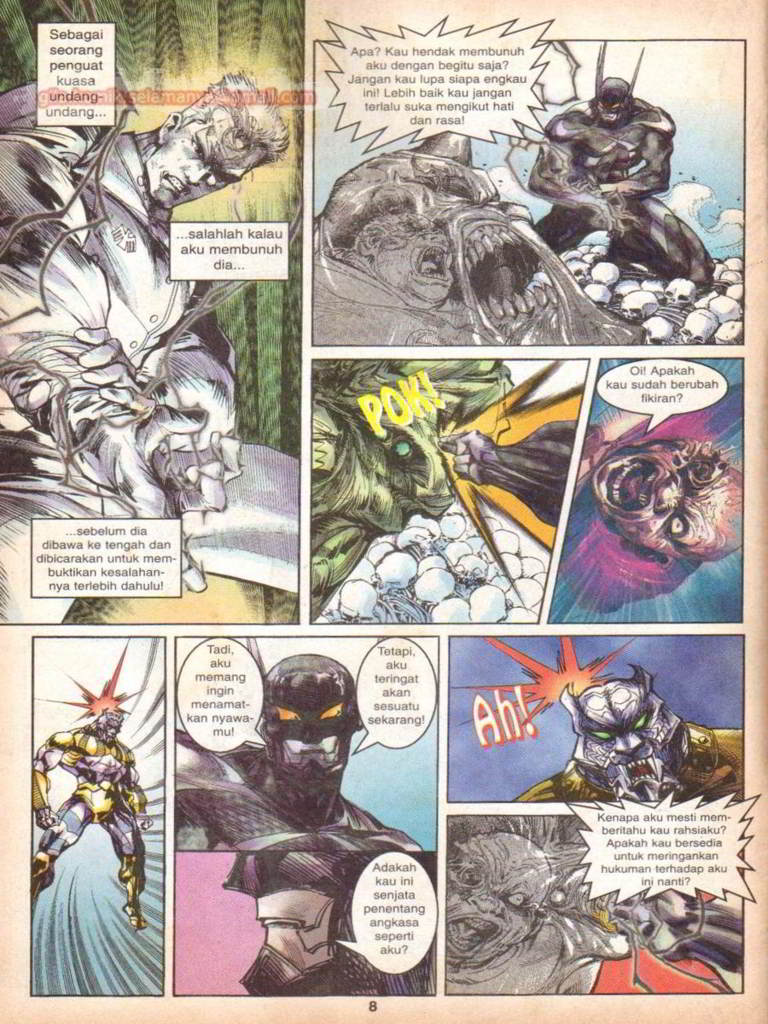 Sebagai
seorang
penguat
kuasa
undang-
undang...
...salahlah kalau
aku membunuh
dia...
...sebelum dia
dibawa ke tengah dan
dibicarakan untuk mem-
buktikan kesalahan-
nya terlebih dahulu!
Apa? Kau hendak membunuh
aku dengan begitu saja?
Jangan kau lupa siapa engkau
ini! Lebih baik kau jangan
terlalu suka mengikut hati
dan rasa!
POK!
Oi! Apakah
kau sudah berubah
fikiran?
Tadi,
aku
memang
ingin
menamat-
kan nyawa-
mu!
Tetapi,
aku
teringat
akan
sesuatu
sekarang!
Adakah
kau ini
senjata
penentang
angkasa
seperti
aku?
Ah!
Kenapa aku mesti mem-
beritahu kau rahsiaku?
Apakah kau bersedia
untuk meringankan
hukuman terhadap aku
ini nanti?
8